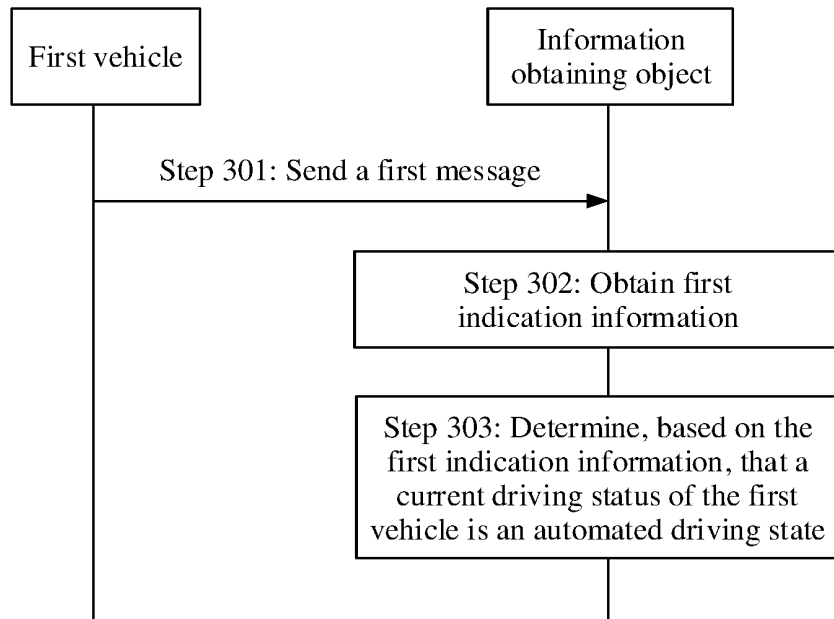 First vehicle
Information
obtaining object
Step 301: Send a first message
Step 302: Obtain first
indication information
Step 303: Determine, based on the
first indication information, that a
current driving status of the first
vehicle is an automated driving state